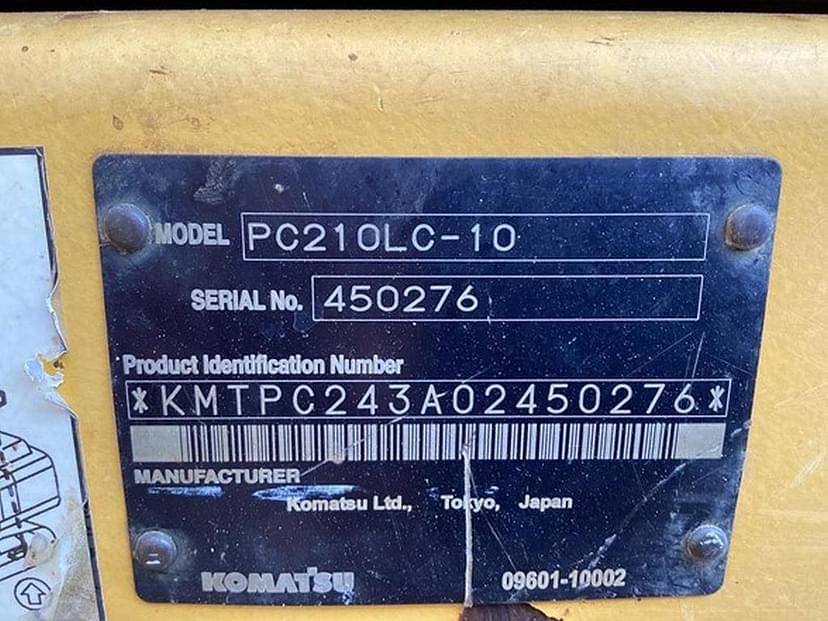 MODEL PC210LC-10
SERIAL No. 450276
Product Identification Number
*KMTPC243A02450276*
MANUFACTURER
Komatsu Ltd., Tokyo, Japan
KOMATSU 09601-10002